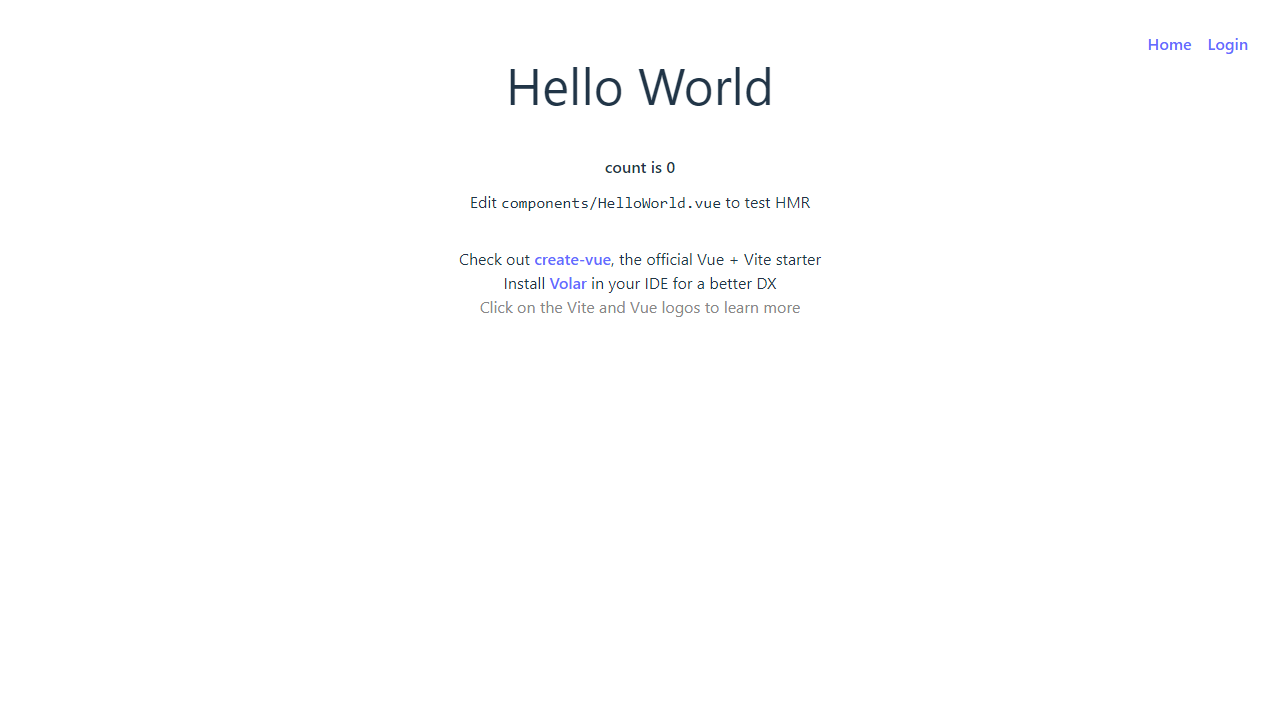 Home Login
Hello World
count is 0
Edit components/HelloWorld.vue to test HMR
Check out create-vue, the official Vue + Vite starter
Install Volar in your IDE for a better DX
Click on the Vite and Vue logos to learn more